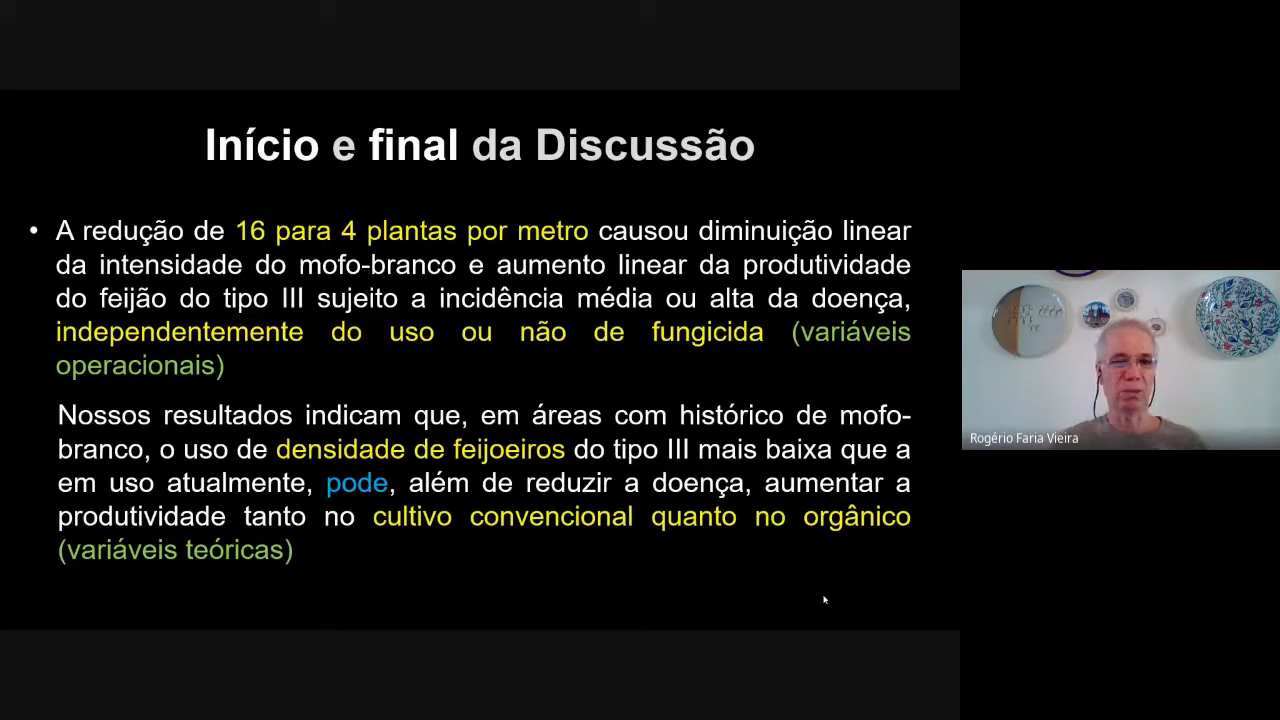 Início e final da Discussão
• A redução de 16 para 4 plantas por metro causou diminuição linear
da intensidade do mofo-branco e aumento linear da produtividade
do feijão do tipo III sujeito a incidência média ou alta da doença,
independentemente do uso ou não de fungicida (variáveis
operacionais)
Nossos resultados indicam que, em áreas com histórico de mofo-
branco, o uso de densidade de feijoeiros do tipo III mais baixa que a
em uso atualmente, pode, além de reduzir a doença, aumentar a
produtividade tanto no cultivo convencional quanto no orgânico
(variáveis teóricas)
Rogério Faria Vieira